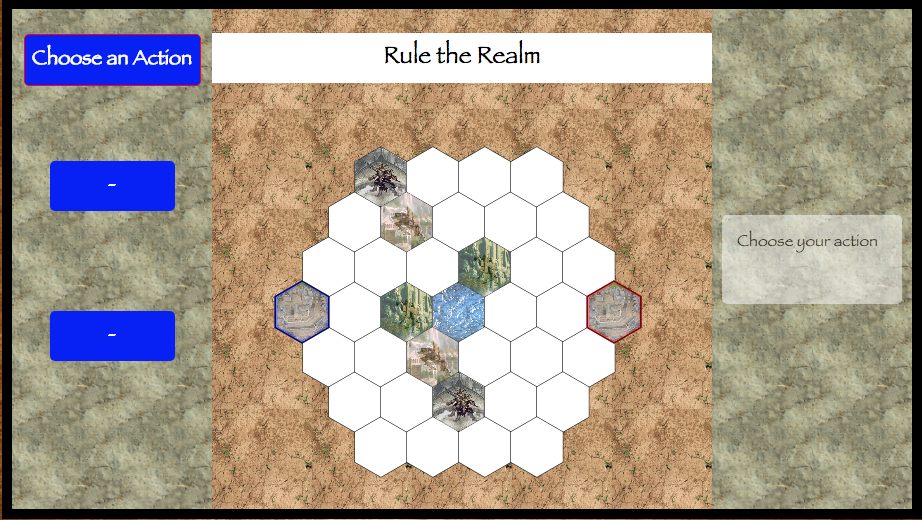 Choose an Action
Rule the Realm
-
-
Choose your action